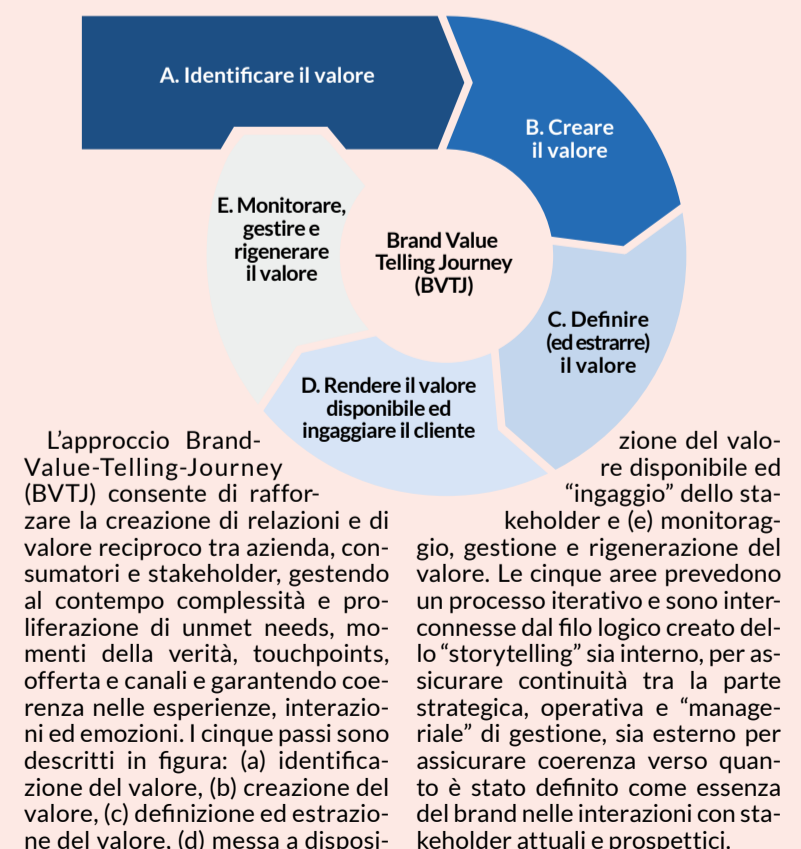 A. Identificare il valore
B. Creare
il valore
C. Definire
(ed estrarre)
il valore
D. Rendere il valore
disponibile ed
ingaggiare il cliente
E. Monitorare,
gestire e
rigenerare
il valore
Brand Value
Telling Journey
(BVTJ)
L’approccio Brand-
Value-Telling-Journey
(BVTJ) consente di raffor-
zare la creazione di relazioni e di
valore reciproco tra azienda, con-
sumatori e stakeholder, gestendo
al contempo complessità e pro-
liferazione di unmet needs, mo-
menti della verità, touchpoints,
offerta e canali e garantendo coe-
renza nelle esperienze, interazio-
ni ed emozioni. I cinque passi sono
descritti in figura: (a) identifica-
zione del valore, (b) creazione del
valore, (c) definizione ed estrazio-
ne del valore, (d) messa a disposi-
zione del valo-
re disponibile ed
“ingaggio” dello sta-
keholder e (e) monitorag-
gio, gestione e rigenerazione del
valore. Le cinque aree prevedono
un processo iterativo e sono inter-
connesse dal filo logico creato del-
lo “storytelling” sia interno, per as-
sicurare continuità tra la parte
strategica, operativa e “manage-
riale” di gestione, sia esterno per
assicurare coerenza verso quan-
to è stato definito come essenza
del brand nelle interazioni con sta-
keholder attuali e prospettici.